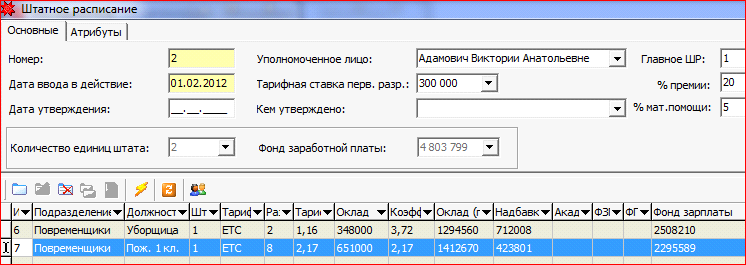 Штатное расписание
Основные Атрибуты
Номер: 2 Уполномоченное лицо: Адамович Виктории Анатольевне Главное ШР: 1
Дата ввода в действие: 01.02.2012 Тарифная ставка перв. разр.: 300 000 % премии: 20
Дата утверждения: __.__.____ Кем утверждено: % мат.помощи: 5
Количество единиц штата: 2 Фонд заработной платы: 4 803 799
И Подразделение Должност Шт Тариф Раз Тари Оклад Коэфф Оклад (г Надбавк Акад ФЗ ФГ Фонд зарплаты
6 Повременщики Уборщица 1 ЕТС 2 1,16 348000 3,72 1294560 712008 2508210
7 Повременщики Пож. 1 кл. 1 ЕТС 8 2,17 651000 2,17 1412670 423801 2295589